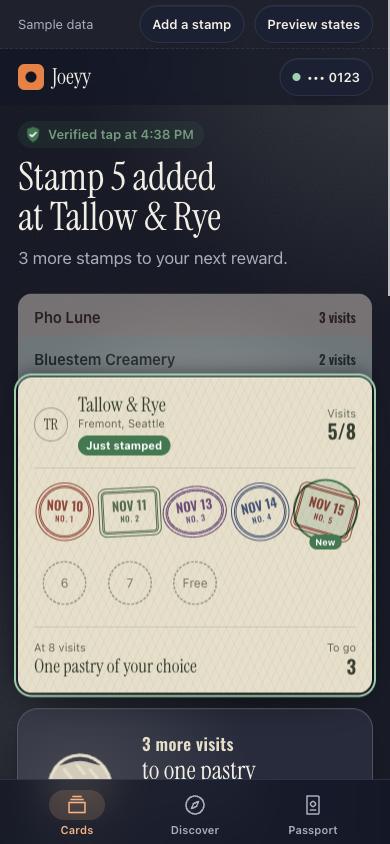 Sample data
Add a stamp
Preview states
Joeyy
••• 0123
Verified tap at 4:38 PM
Stamp 5 added
at Tallow & Rye
3 more stamps to your next reward.
Pho Lune
3 visits
Bluestem Creamery
2 visits
TR
Tallow & Rye
Fremont, Seattle
Just stamped
Visits
5/8
NOV 10
NO. 1
NOV 11
NO. 2
NOV 13
NO. 3
NOV 14
NO. 4
NOV 15
NO. 5
New
6
7
Free
At 8 visits
One pastry of your choice
To go
3
3 more visits
to one pastry
Cards
Discover
Passport